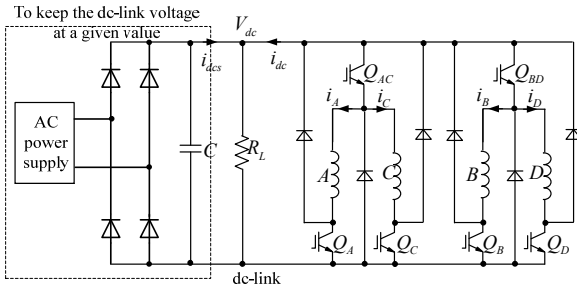 To keep the dc-link voltage
at a given value
V_dc
i_dcs
i_dc
Q_AC
Q_BD
i_A
i_C
i_B
i_D
AC
power
supply
C
R_L
A
C
B
D
Q_A
Q_C
Q_B
Q_D
dc-link